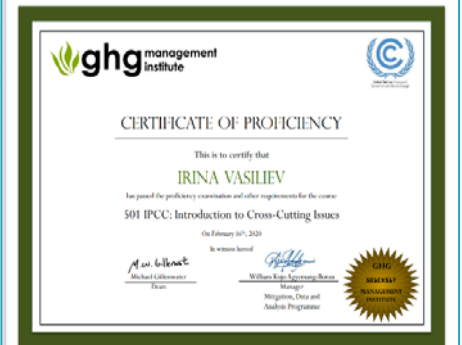 ghg management
institute
CERTIFICATE OF PROFICIENCY
This is to certify that
IRINA VASILIEV
has passed the proficiency examination and other requirements for the course
501 IPCC: Introduction to Cross-Cutting Issues
On February 16th, 2020
In witness hereof
Michael Gillenwater
Dean
William Kojo Agyemang-Bonsu
Manager
Mitigation, Data and
Analysis Programme
GHG
MANAGEMENT
INSTITUTE